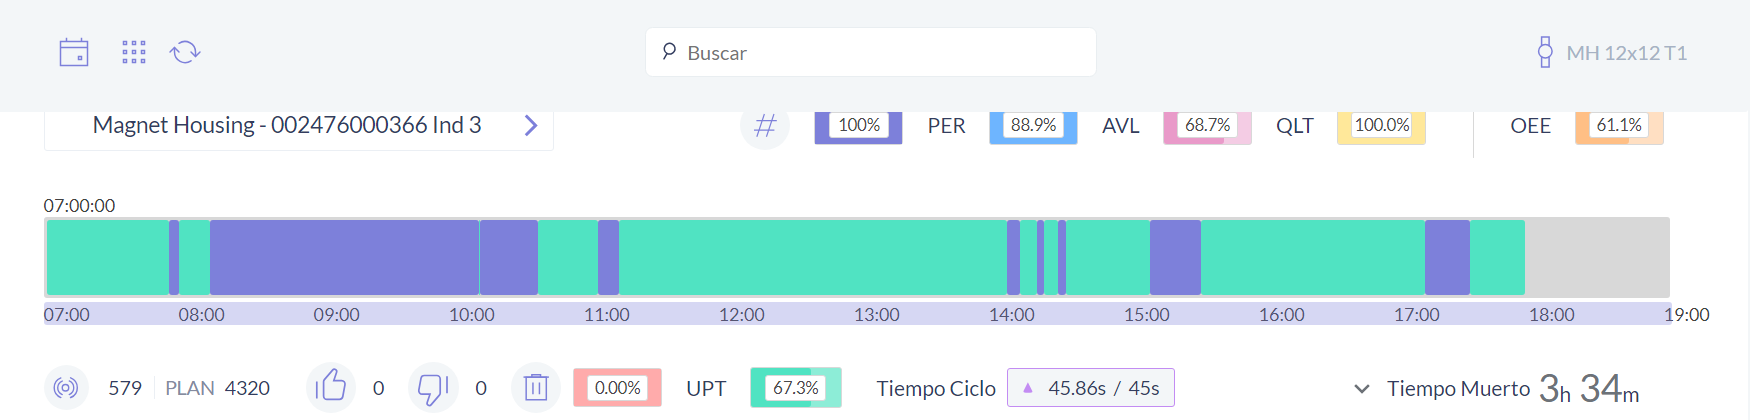 Buscar
MH 12x12 T1
Magnet Housing - 002476000366 Ind 3
# 100% PER 88.9% AVL 68.7% QLT 100.0% OEE 61.1%
07:00:00
07:00 08:00 09:00 10:00 11:00 12:00 13:00 14:00 15:00 16:00 17:00 18:00 19:00
579 PLAN 4320 0 0 0.00% UPT 67.3% Tiempo Ciclo ▲ 45.86s / 45s Tiempo Muerto 3h 34m